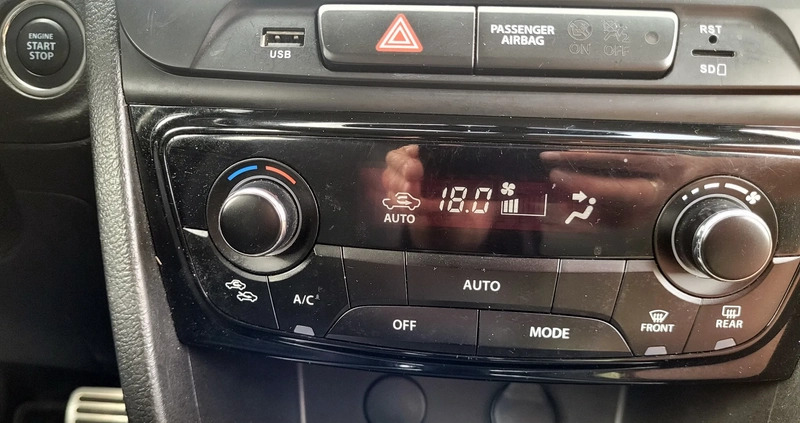 ENGINE
START
STOP
USB
PASSENGER
AIRBAG
ON
OFF
RST
SD
AUTO
18.0
A/C
AUTO
OFF
MODE
FRONT
REAR